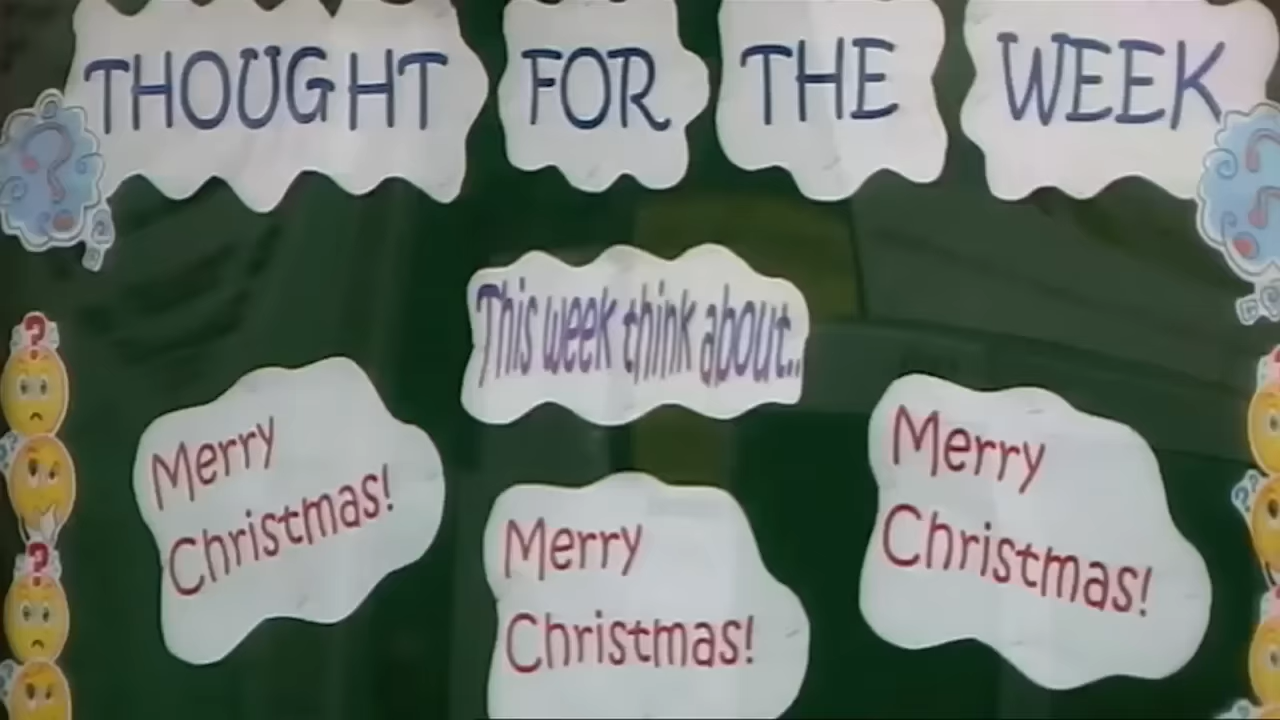 THOUGHT FOR THE WEEK
This week think about..
Merry
Christmas!
Merry
Christmas!
Merry
Christmas!